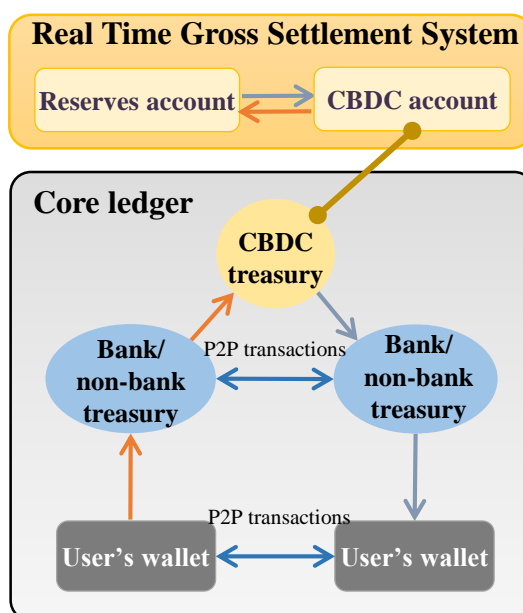 Real Time Gross Settlement System
Reserves account
CBDC account
Core ledger
CBDC
treasury
P2P transactions
Bank/
non-bank
treasury
Bank/
non-bank
treasury
P2P transactions
User's wallet
User's wallet